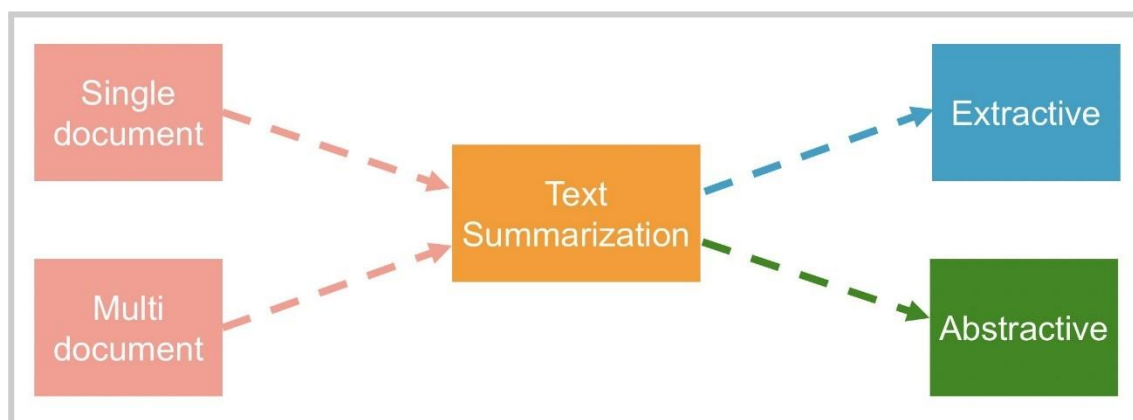 Single
document
Multi
document
Text
Summarization
Extractive
Abstractive